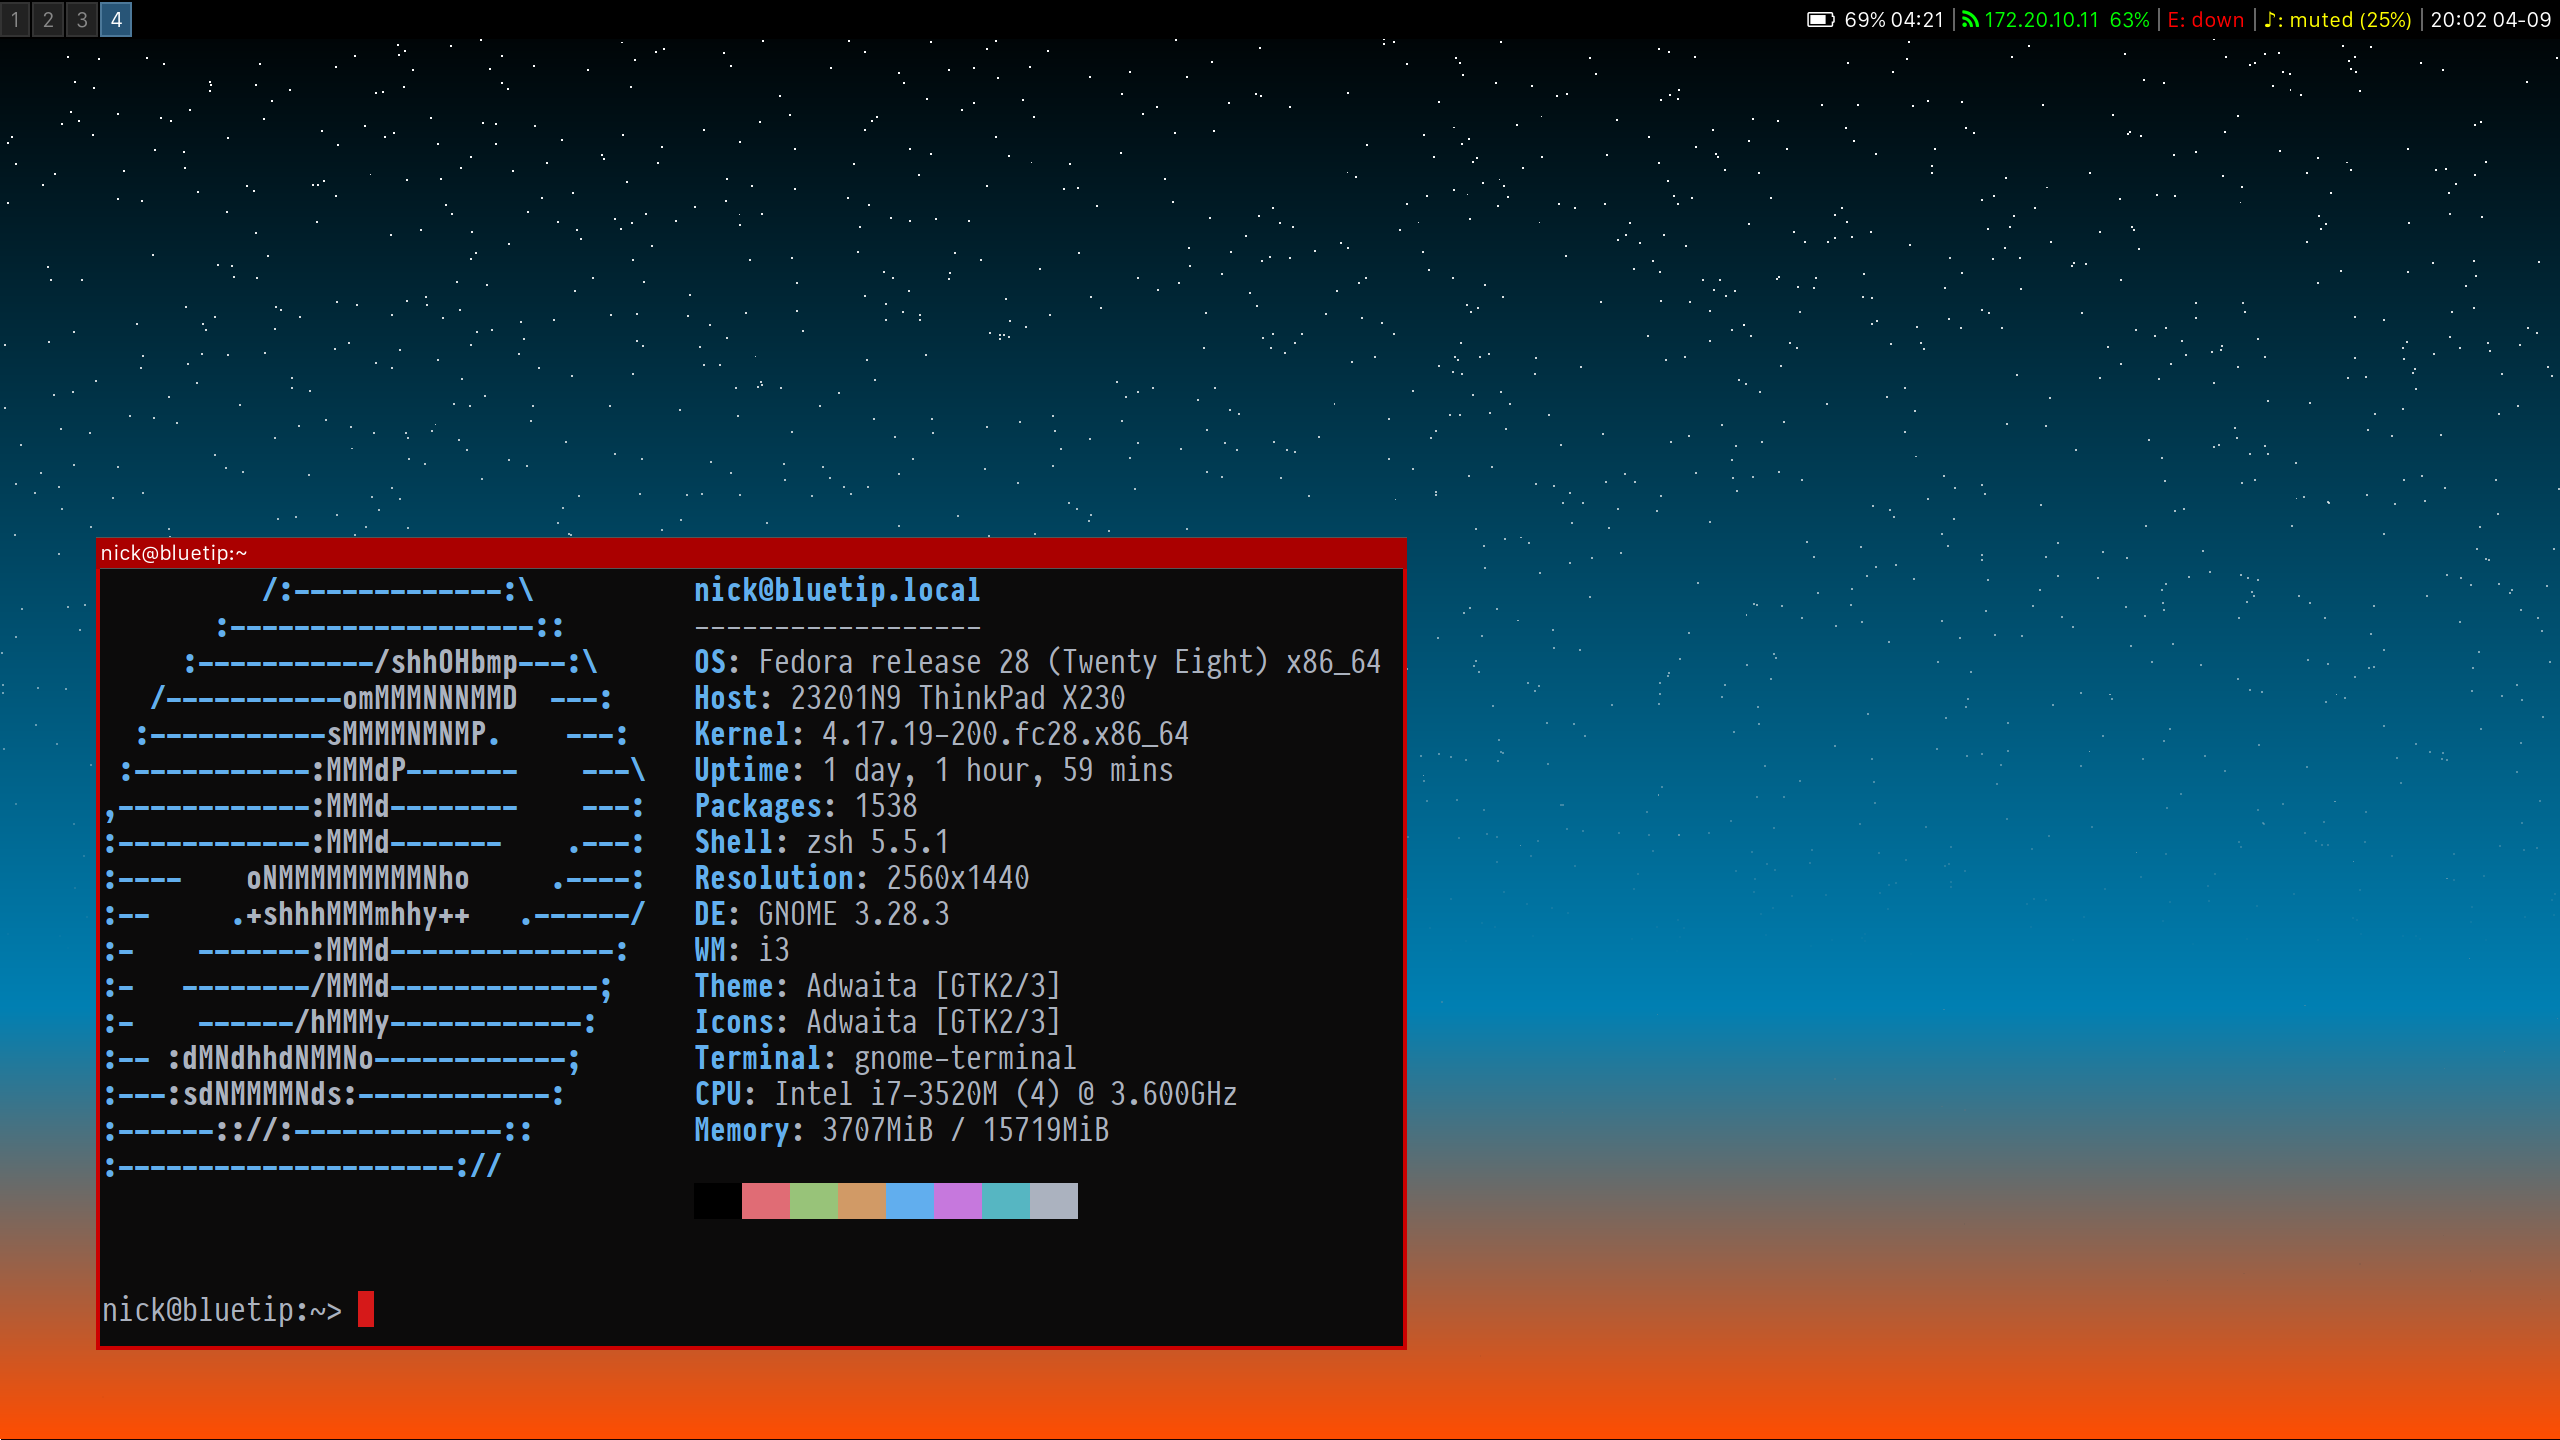 1 2 3 4
69% 04:21 172.20.10.11 63% E: down ♪: muted (25%) 20:02 04-09
nick@bluetip:~
/:-------------:\
:-------------------::
:-----------/shhOHbmp---:\
/-----------omMMMNNNMMD  ---:
:-----------sMMMMNMNMP.    ---:
:-----------:MMMdP-------    ---\
,------------:MMMd--------    ---:
:------------:MMMd-------    .---:
:----    oNMMMMMMMMMNho     .----:
:--     .+shhhMMMmhhy++   .------/
:-    -------:MMMd--------------:
:-   --------/MMMd-------------;
:-    ------/hMMMy------------:
:-- :dMNdhhdNMMNo------------;
:---:sdNMMMMNds:------------:
:------:://:-------------::
:---------------------://
nick@bluetip.local
------------------
OS: Fedora release 28 (Twenty Eight) x86_64
Host: 23201N9 ThinkPad X230
Kernel: 4.17.19-200.fc28.x86_64
Uptime: 1 day, 1 hour, 59 mins
Packages: 1538
Shell: zsh 5.5.1
Resolution: 2560x1440
DE: GNOME 3.28.3
WM: i3
Theme: Adwaita [GTK2/3]
Icons: Adwaita [GTK2/3]
Terminal: gnome-terminal
CPU: Intel i7-3520M (4) @ 3.600GHz
Memory: 3707MiB / 15719MiB
nick@bluetip:~>